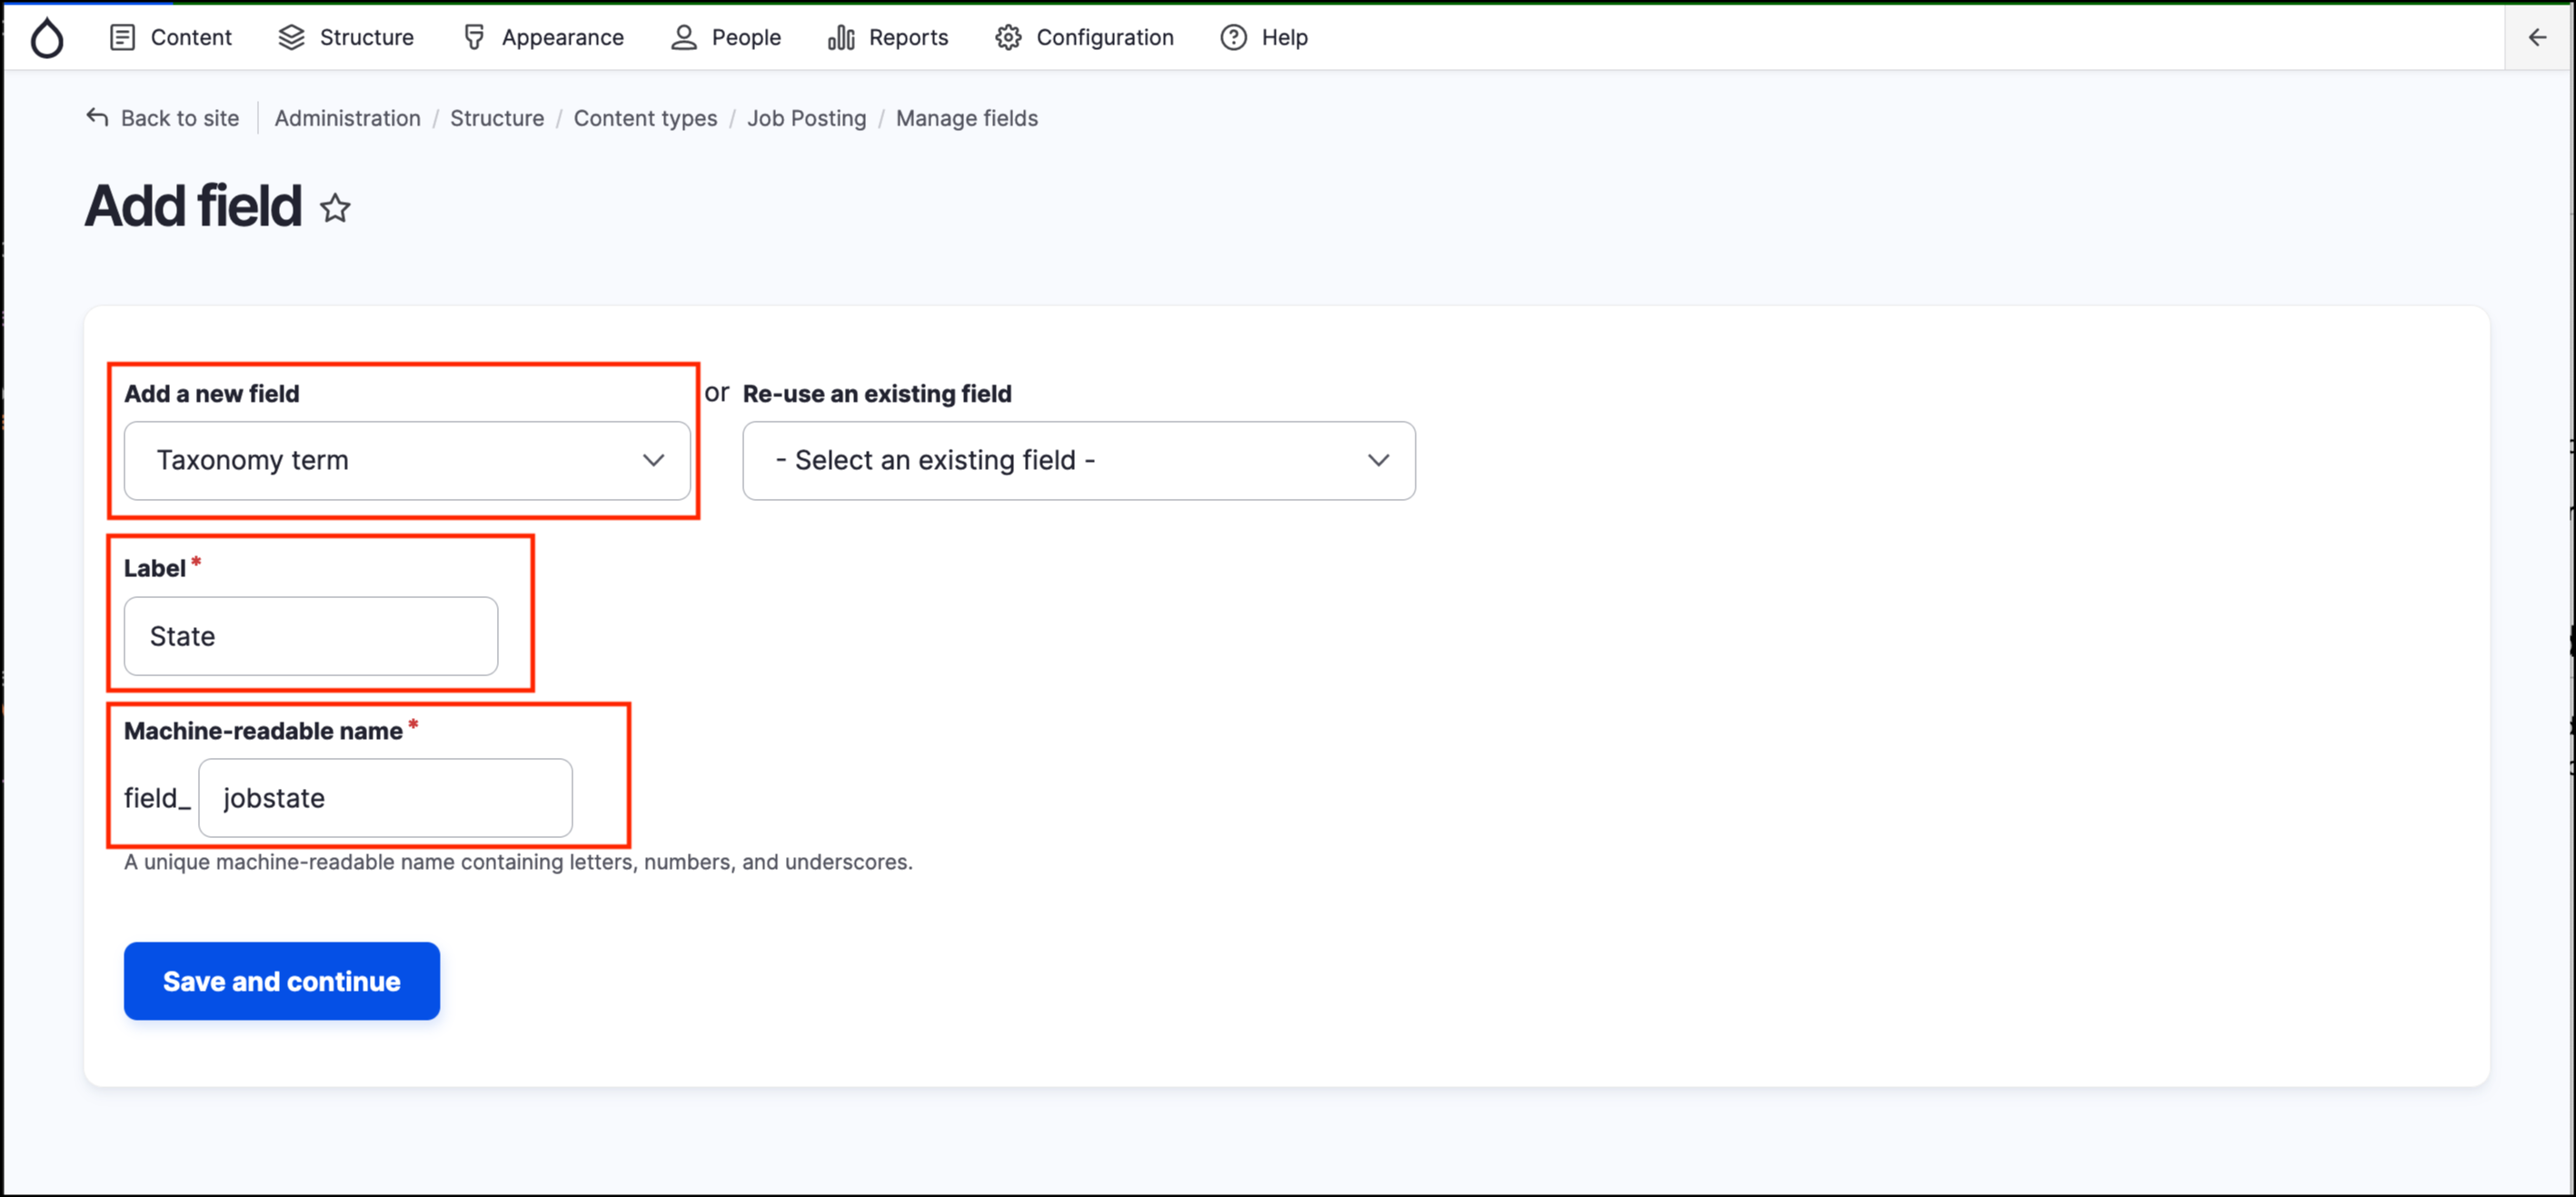 Content Structure Appearance People Reports Configuration Help
Back to site Administration / Structure / Content types / Job Posting / Manage fields
Add field
Add a new field or Re-use an existing field
Taxonomy term - Select an existing field -
Label *
State
Machine-readable name *
field_ jobstate
A unique machine-readable name containing letters, numbers, and underscores.
Save and continue